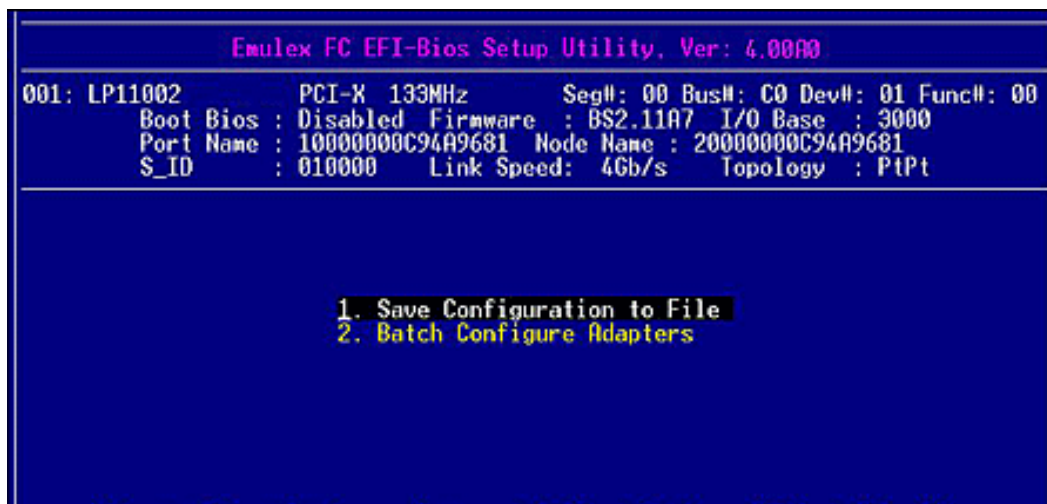 Emulex FC EFI-Bios Setup Utility, Ver: 4.00A0
001: LP11002 PCI-X 133MHz Seg#: 00 Bus#: C0 Dev#: 01 Func#: 00
Boot Bios : Disabled Firmware : BS2.11A7 I/O Base : 3000
Port Name : 10000000C94A9681 Node Name : 20000000C94A9681
S_ID : 010000 Link Speed: 4Gb/s Topology : PtPt
1. Save Configuration to File
2. Batch Configure Adapters